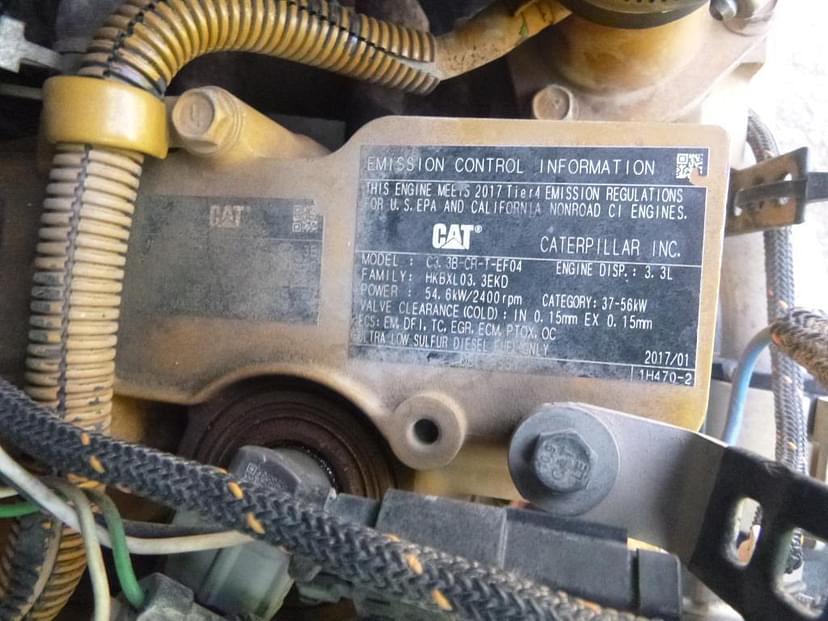 EMISSION CONTROL INFORMATION
THIS ENGINE MEETS 2017 Tier4 EMISSION REGULATIONS
FOR U.S. EPA AND CALIFORNIA NONROAD CI ENGINES.
CAT®
CATERPILLAR INC.
MODEL : C3.3B-CR-T-EF04 ENGINE DISP.: 3.3L
FAMILY: HKBXL03.3EKD
POWER : 54.6kW/2400rpm CATEGORY: 37-56kW
VALVE CLEARANCE (COLD) : IN 0.15mm EX 0.15mm
ECS: EM, DFI, TC, EGR, ECM, PTOX, OC
ULTRA LOW SULFUR DIESEL FUEL ONLY
2017/01
1H470-2
CAT